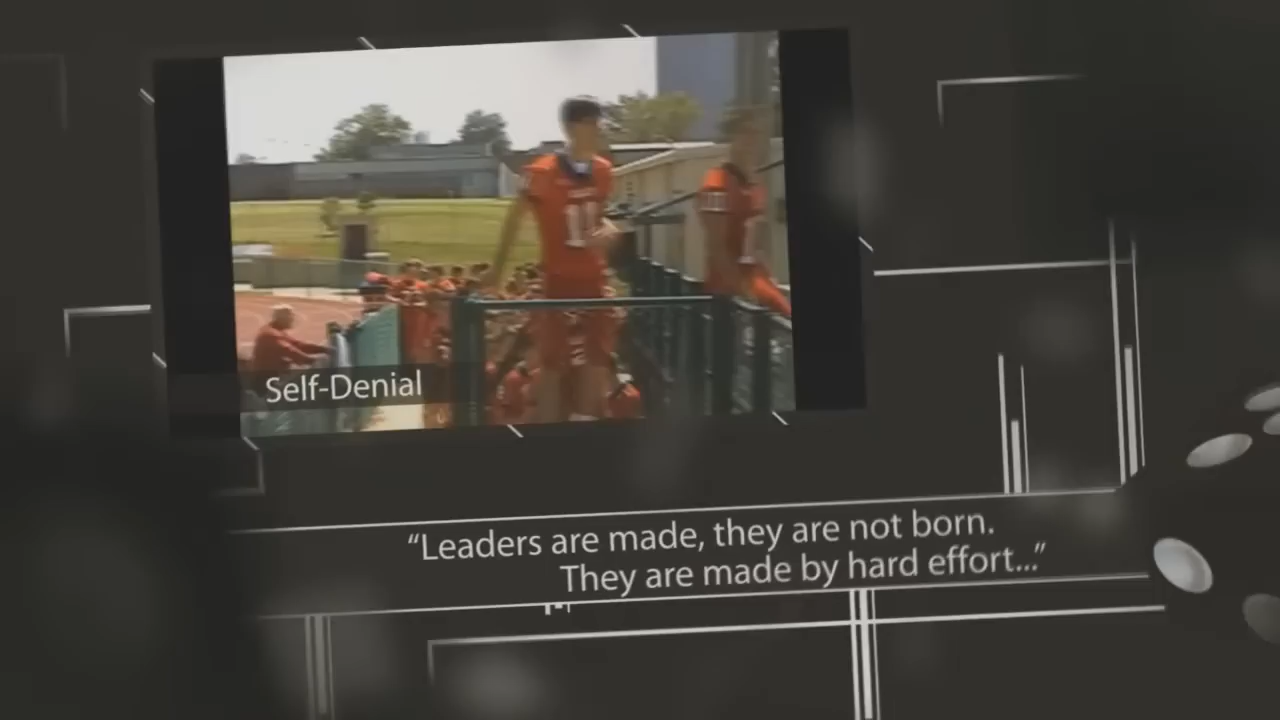 Self-Denial
“Leaders are made, they are not born.
They are made by hard effort...”